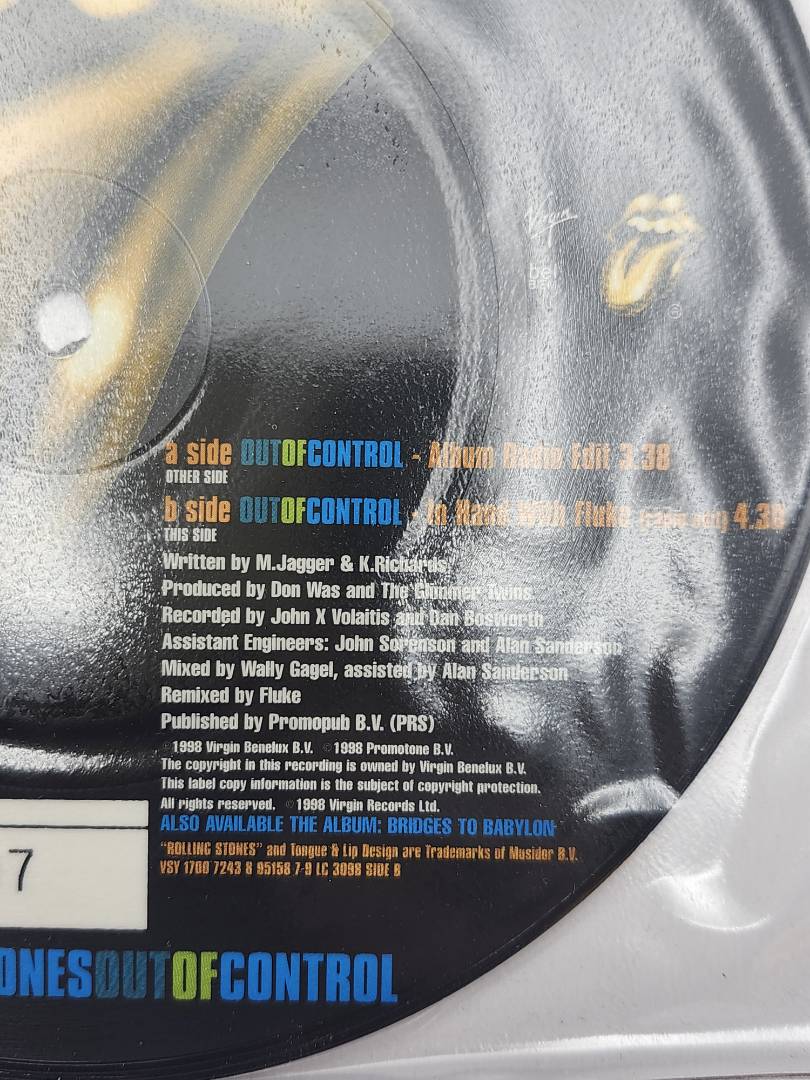 Virgin
a side OUTOFCONTROL - Album Radio Edit 3.38
OTHER SIDE
b side OUTOFCONTROL - In Hand With Fluke 4.38
THIS SIDE
Written by M.Jagger & K.Richards
Produced by Don Was and The Glimmer Twins
Recorded by John X Volaitis and Dan Bosworth
Assistant Engineers: John Sorenson and Alan Sanderson
Mixed by Wally Gagel, assisted by Alan Sanderson
Remixed by Fluke
Published by Promopub B.V. (PRS)
1998 Virgin Benelux B.V. 1998 Promotone B.V.
The copyright in this recording is owned by Virgin Benelux B.V.
This label copy information is the subject of copyright protection.
All rights reserved. ©1998 Virgin Records Ltd.
ALSO AVAILABLE THE ALBUM: BRIDGES TO BABYLON
"ROLLING STONES" and Tongue & Lip Design are Trademarks of Musidor B.V.
VSY 1700 7243 8 95158 7-9 LC 3098 SIDE B
7
ONESOUTOFCONTROL